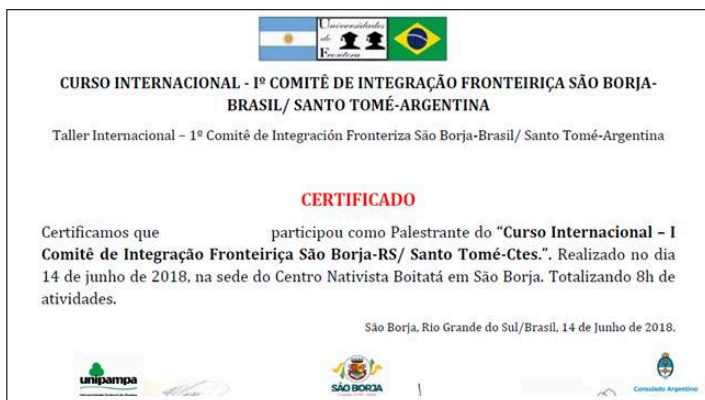 Universidades
de
Frontera
CURSO INTERNACIONAL - Iº COMITÊ DE INTEGRAÇÃO FRONTEIRIÇA SÃO BORJA-
BRASIL/ SANTO TOMÉ-ARGENTINA
Taller Internacional – 1º Comitê de Integración Fronteriza São Borja-Brasil/ Santo Tomé-Argentina
CERTIFICADO
Certificamos que participou como Palestrante do “Curso Internacional – I
Comitê de Integração Fronteiriça São Borja-RS/ Santo Tomé-Ctes.”. Realizado no dia
14 de junho de 2018, na sede do Centro Nativista Boitatá em São Borja. Totalizando 8h de
atividades.
São Borja, Rio Grande do Sul/Brasil, 14 de Junho de 2018.
unipampa
SÃO BORJA
Consulado Argentino